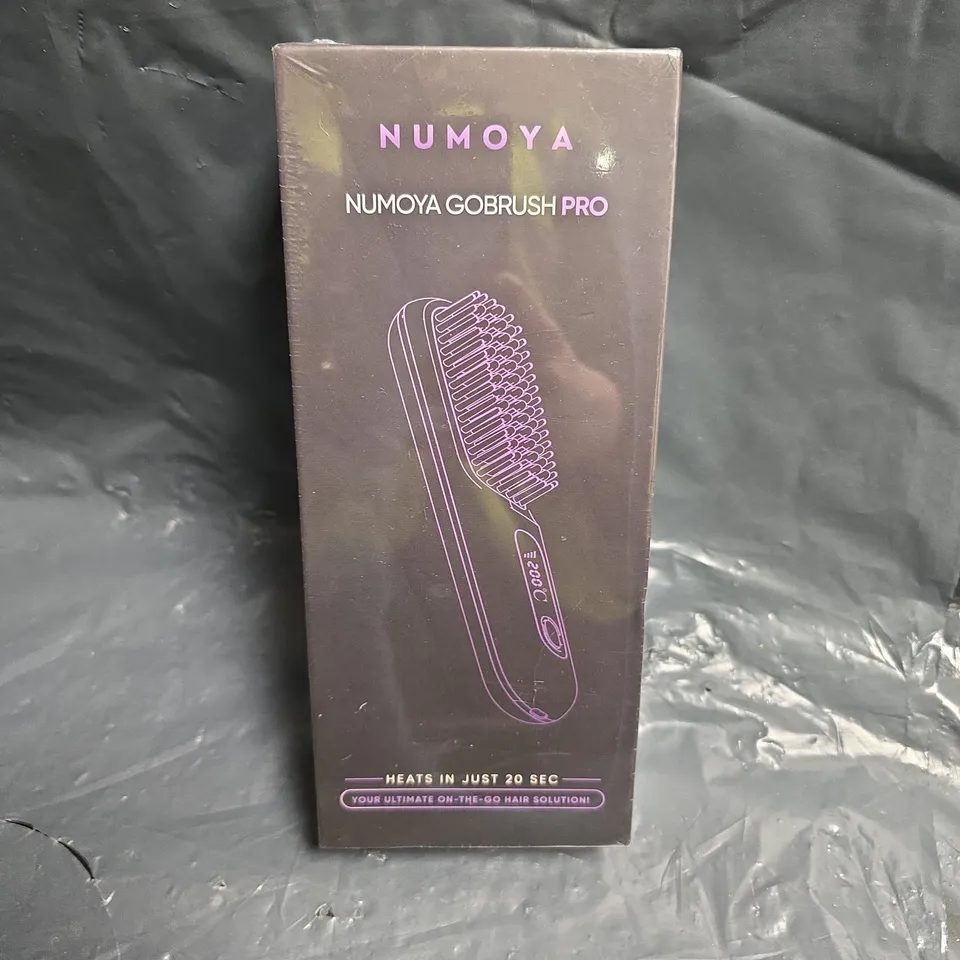 NUMOYA
NUMOYA GOBRUSH PRO
200°C
HEATS IN JUST 20 SEC
YOUR ULTIMATE ON-THE-GO HAIR SOLUTION!